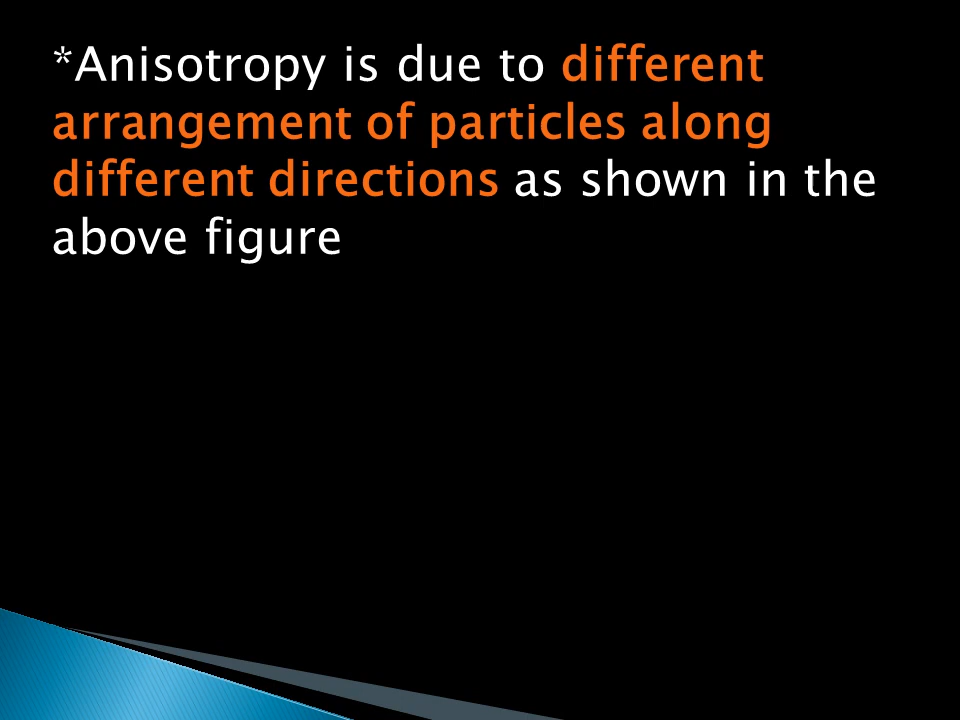 *Anisotropy is due to different
arrangement of particles along
different directions as shown in the
above figure